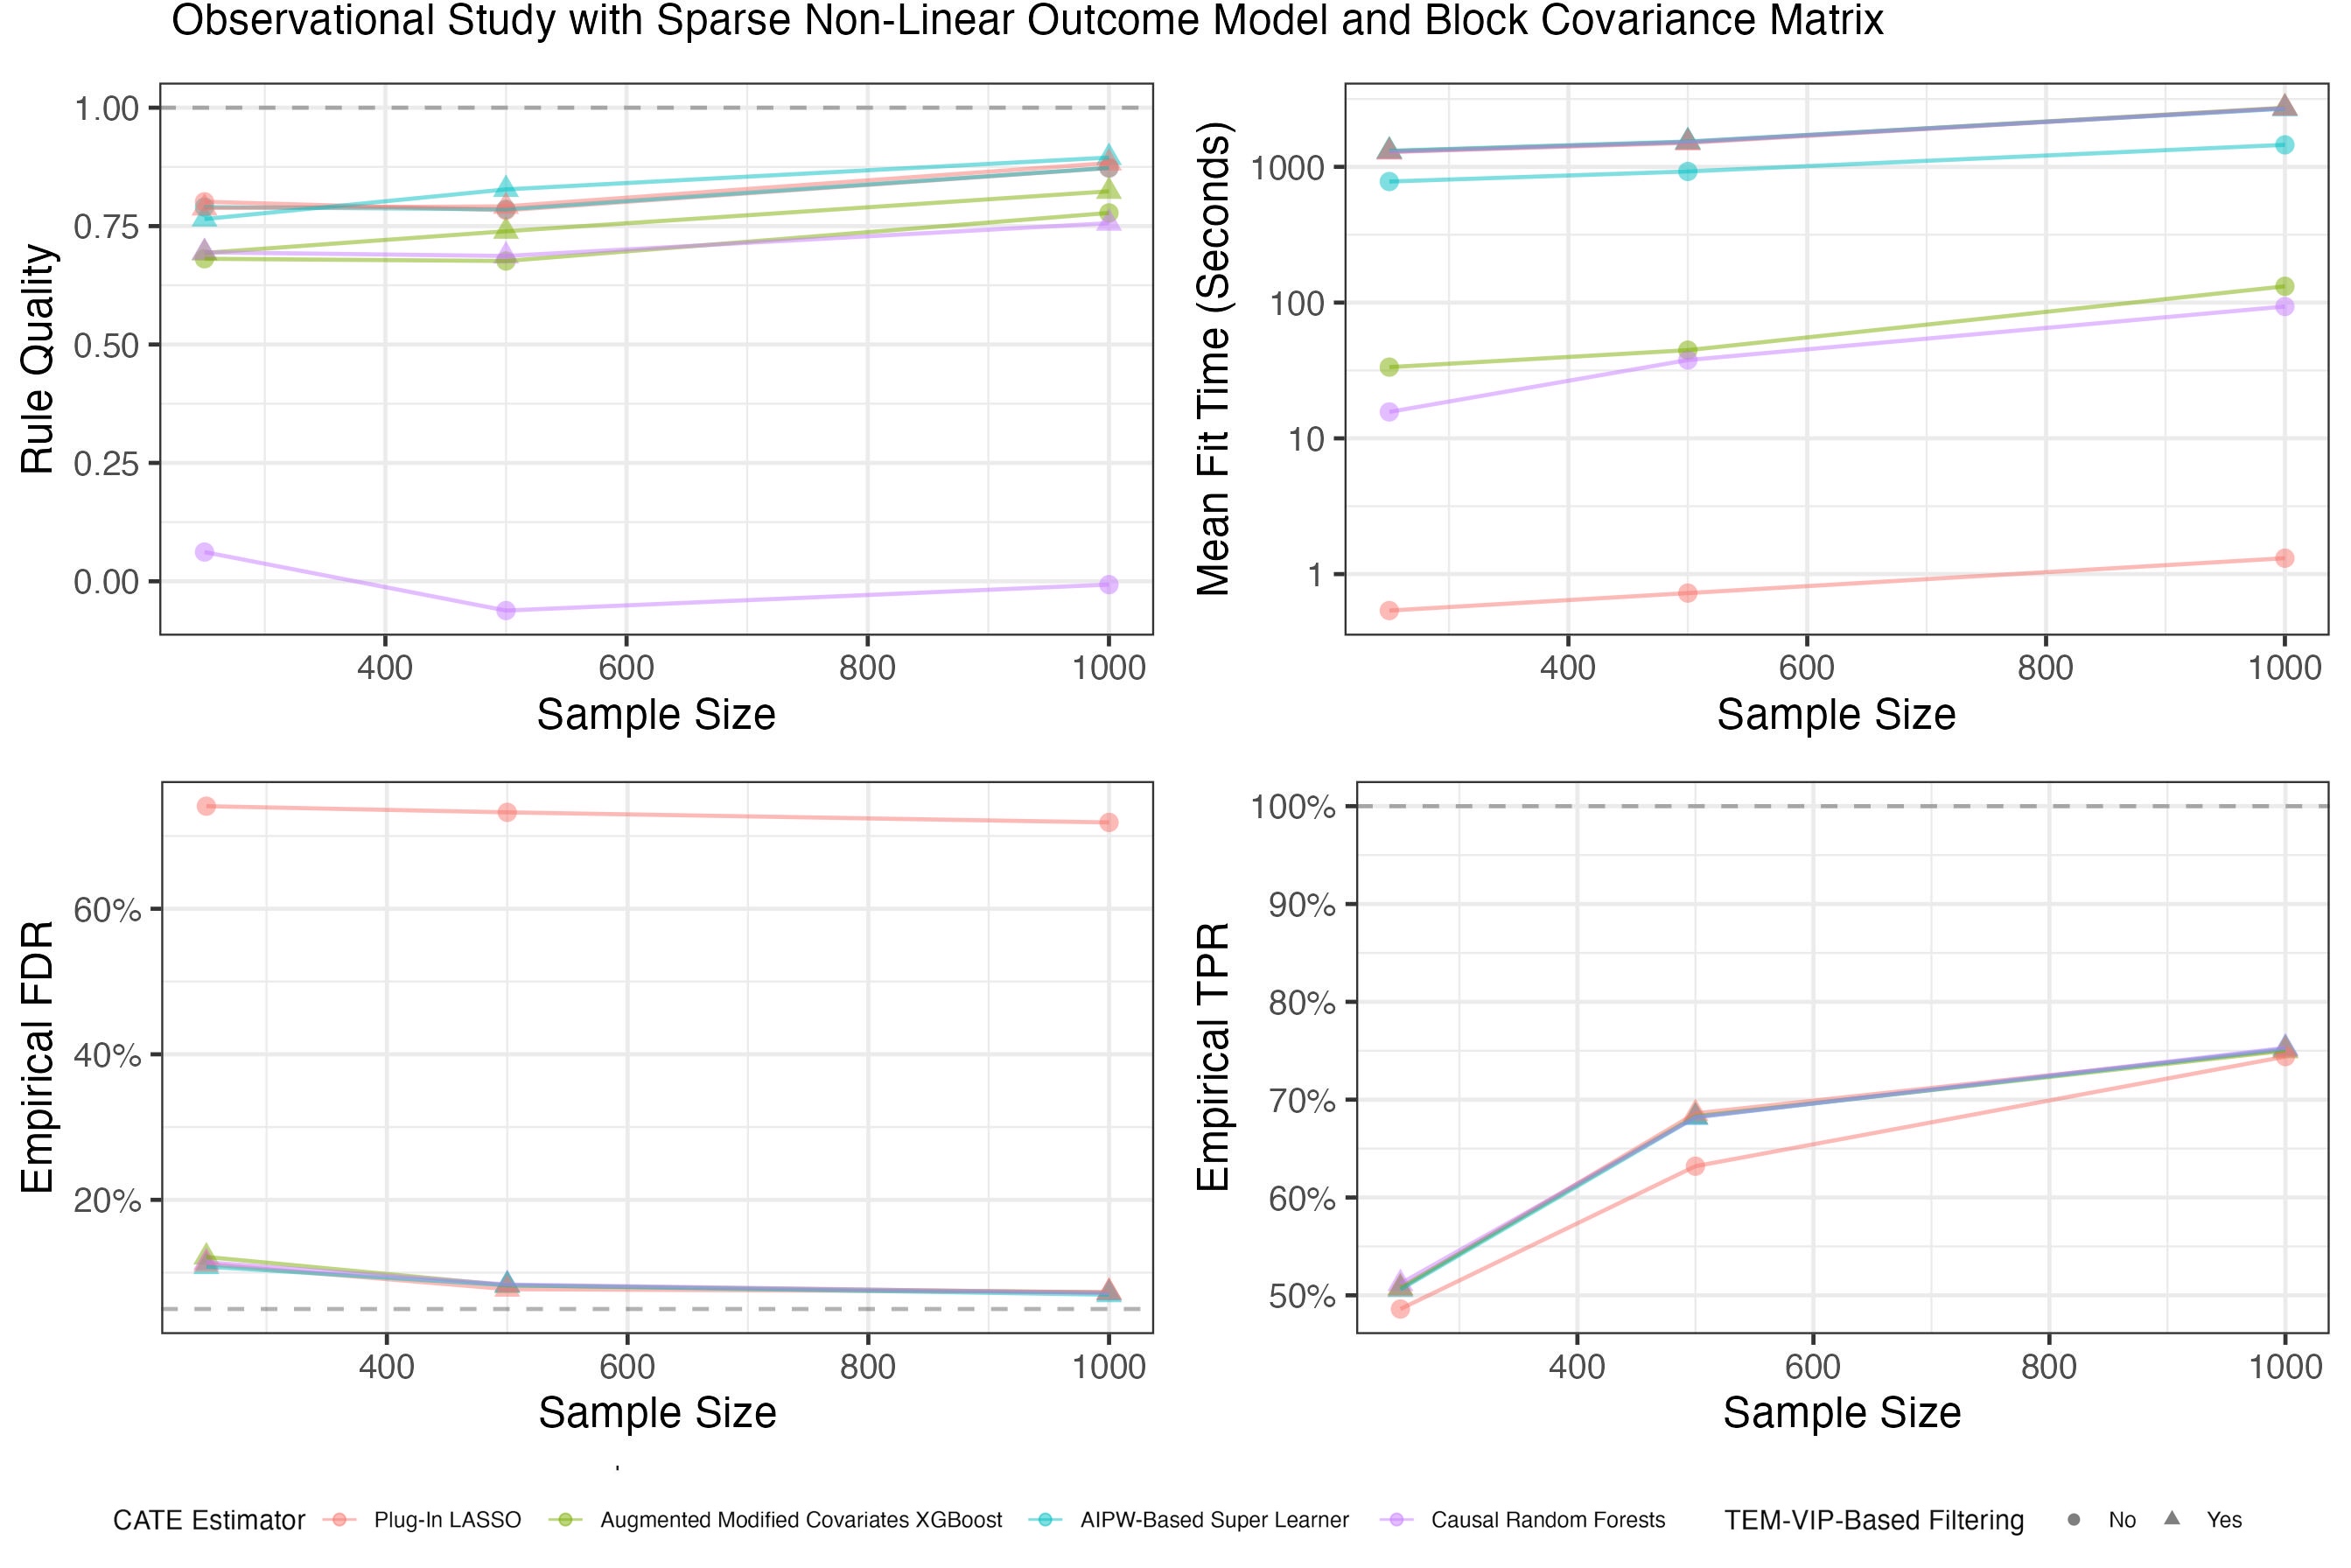 Observational Study with Sparse Non-Linear Outcome Model and Block Covariance Matrix
Rule Quality
1.00
0.75
0.50
0.25
0.00
400 600 800 1000
Sample Size
Mean Fit Time (Seconds)
1000
100
10
1
400 600 800 1000
Sample Size
Empirical FDR
60%
40%
20%
400 600 800 1000
Sample Size
Empirical TPR
100%
90%
80%
70%
60%
50%
400 600 800 1000
Sample Size
CATE Estimator Plug-In LASSO Augmented Modified Covariates XGBoost AIPW-Based Super Learner Causal Random Forests TEM-VIP-Based Filtering No Yes